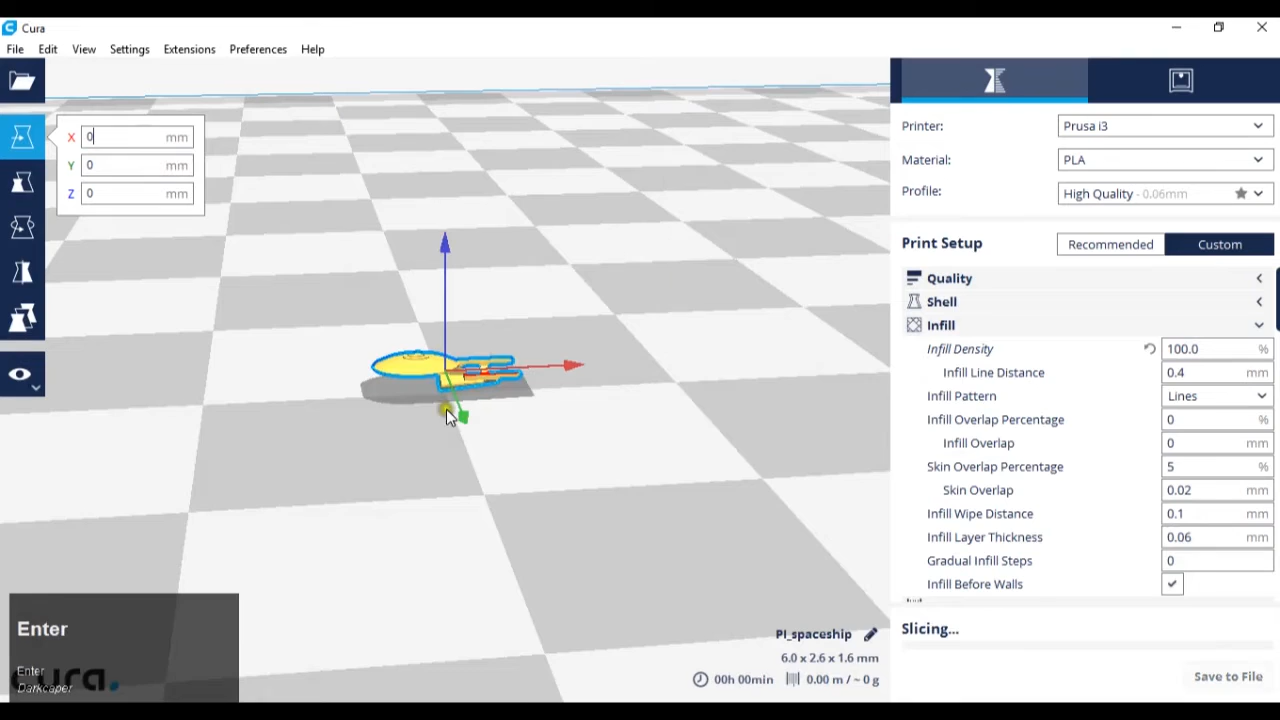 Cura
File Edit View Settings Extensions Preferences Help
X 0 mm
Y 0 mm
Z 0 mm
Printer: Prusa i3
Material: PLA
Profile: High Quality - 0.06mm
Print Setup Recommended Custom
Quality
Shell
Infill
Infill Density 100.0 %
Infill Line Distance 0.4 mm
Infill Pattern Lines
Infill Overlap Percentage 0 %
Infill Overlap 0 mm
Skin Overlap Percentage 5 %
Skin Overlap 0.02 mm
Infill Wipe Distance 0.1 mm
Infill Layer Thickness 0.06 mm
Gradual Infill Steps 0
Infill Before Walls
Enter
Enter
Darkcaper
cura.
PI_spaceship
6.0 x 2.6 x 1.6 mm
00h 00min 0.00 m / ~ 0 g
Slicing...
Save to File